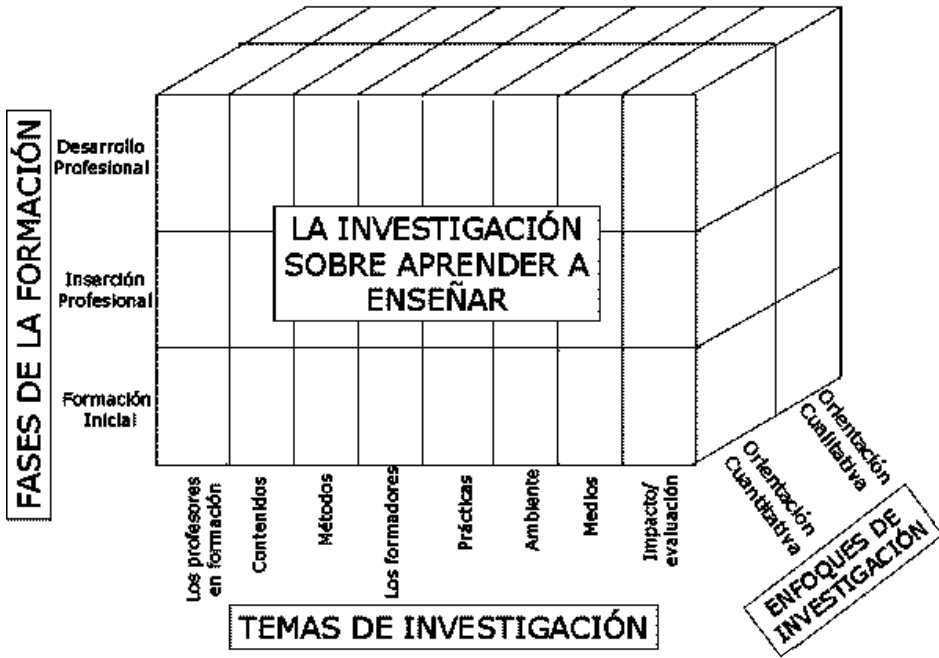 FASES DE LA FORMACIÓN
Desarrollo
Profesional
Inserción
Profesional
Formación
Inicial
LA INVESTIGACIÓN
SOBRE APRENDER A
ENSEÑAR
Los profesores
en formación
Contenidos
Métodos
Los formadores
Prácticas
Ambiente
Medios
Impacto/
evaluación
TEMAS DE INVESTIGACIÓN
Orientación
Cuantitativa
Orientación
Cualitativa
ENFOQUES DE
INVESTIGACIÓN